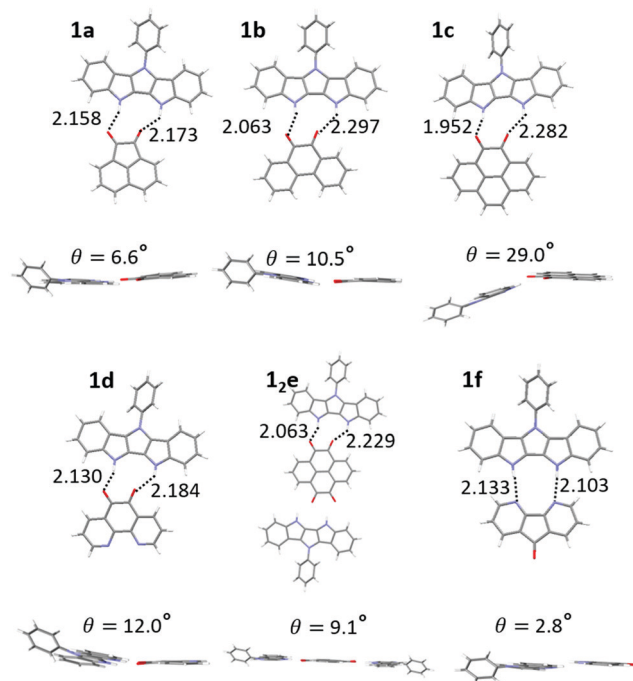 1a 1b 1c
2.158 2.173 2.063 2.297 1.952 2.282
θ = 6.6° θ = 10.5° θ = 29.0°
1d 1₂e 1f
2.063 2.229
2.130 2.184 2.133 2.103
θ = 12.0° θ = 9.1° θ = 2.8°